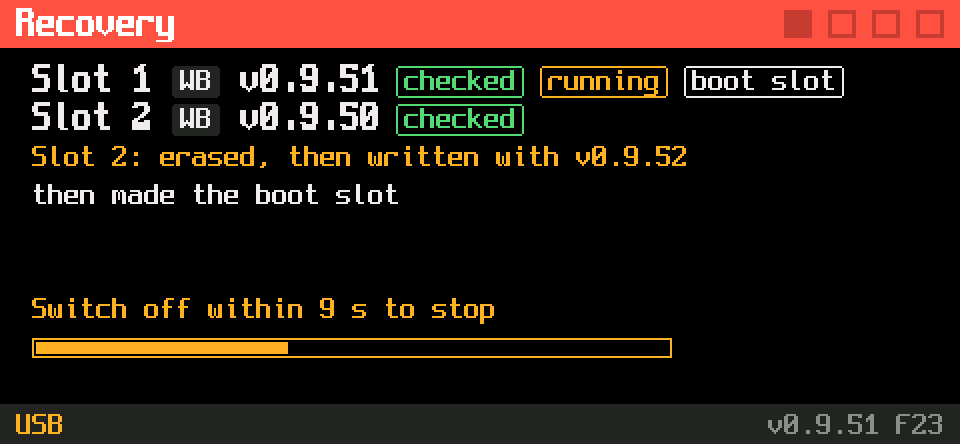 Recovery
Slot 1 WB v0.9.51 checked running boot slot
Slot 2 WB v0.9.50 checked
Slot 2: erased, then written with v0.9.52
then made the boot slot
Switch off within 9 s to stop
USB v0.9.51 F23